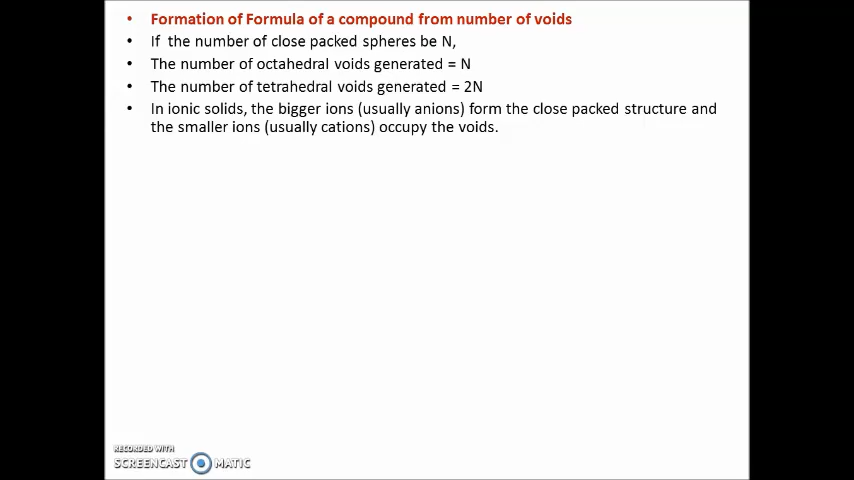 • Formation of Formula of a compound from number of voids
• If the number of close packed spheres be N,
• The number of octahedral voids generated = N
• The number of tetrahedral voids generated = 2N
• In ionic solids, the bigger ions (usually anions) form the close packed structure and
the smaller ions (usually cations) occupy the voids.
RECORDED WITH
SCREENCAST MATIC